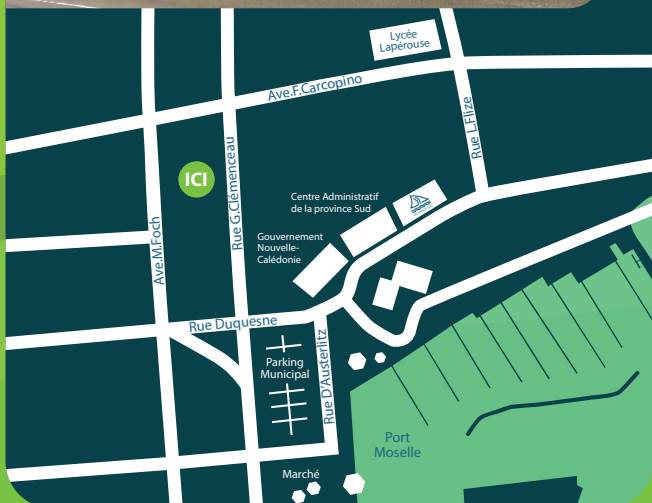 Lycée
Lapérouse
Ave.F.Carcopino
Rue L.Flize
ICI
Rue G.Clémenceau
Centre Administratif
de la province Sud
Gouvernement
Nouvelle-
Calédonie
Ave.M.Foch
Rue Duquesne
Parking
Municipal
Rue D'Austerlitz
Port
Moselle
Marché